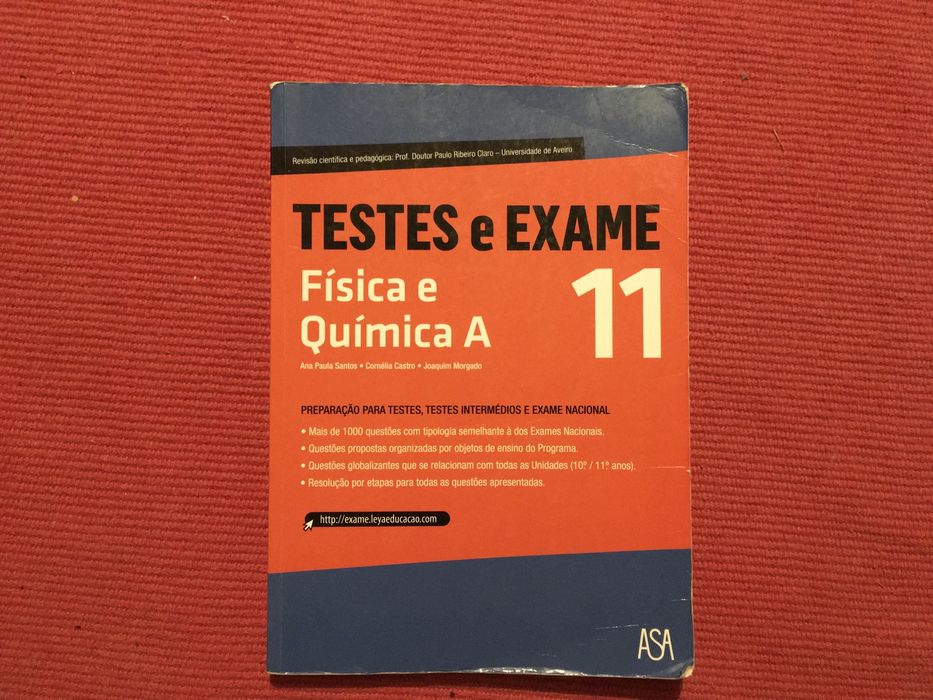 Revisão científica e pedagógica: Prof. Doutor Paulo Ribeiro Claro – Universidade de Aveiro
TESTES e EXAME
Física e
Química A
11
Ana Paula Santos • Cornélia Castro • Joaquim Morgado
PREPARAÇÃO PARA TESTES, TESTES INTERMÉDIOS E EXAME NACIONAL
• Mais de 1000 questões com tipologia semelhante à dos Exames Nacionais.
• Questões propostas organizadas por objetos de ensino do Programa.
• Questões globalizantes que se relacionam com todas as Unidades (10.º / 11.º anos).
• Resolução por etapas para todas as questões apresentadas.
http://exame.leyaeducacao.com
ASA